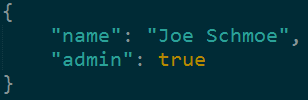 {
    "name": "Joe Schmoe",
    "admin": true
}